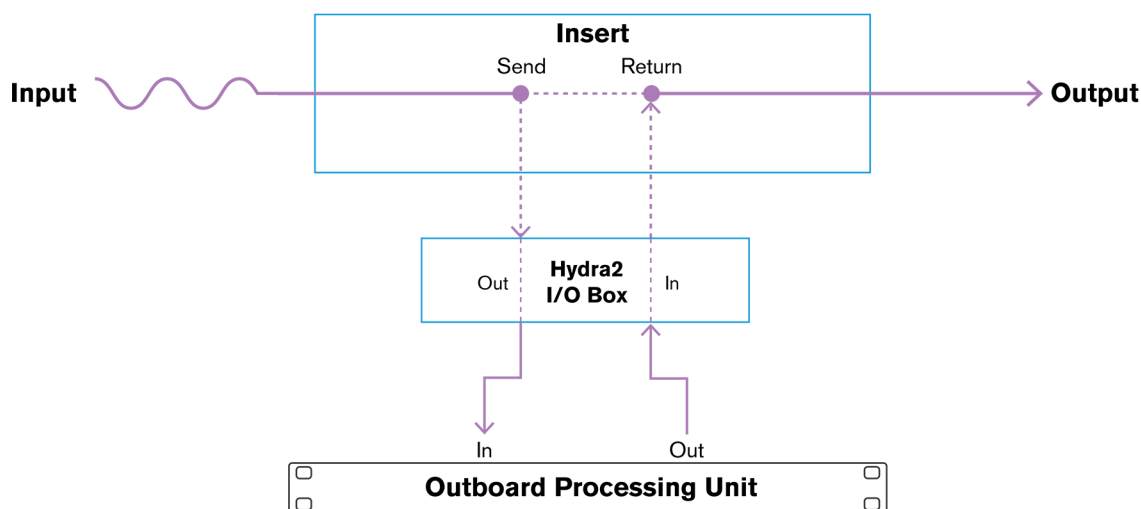 Insert
Send
Return
Input
Output
Out
Hydra2
I/O Box
In
In
Out
Outboard Processing Unit